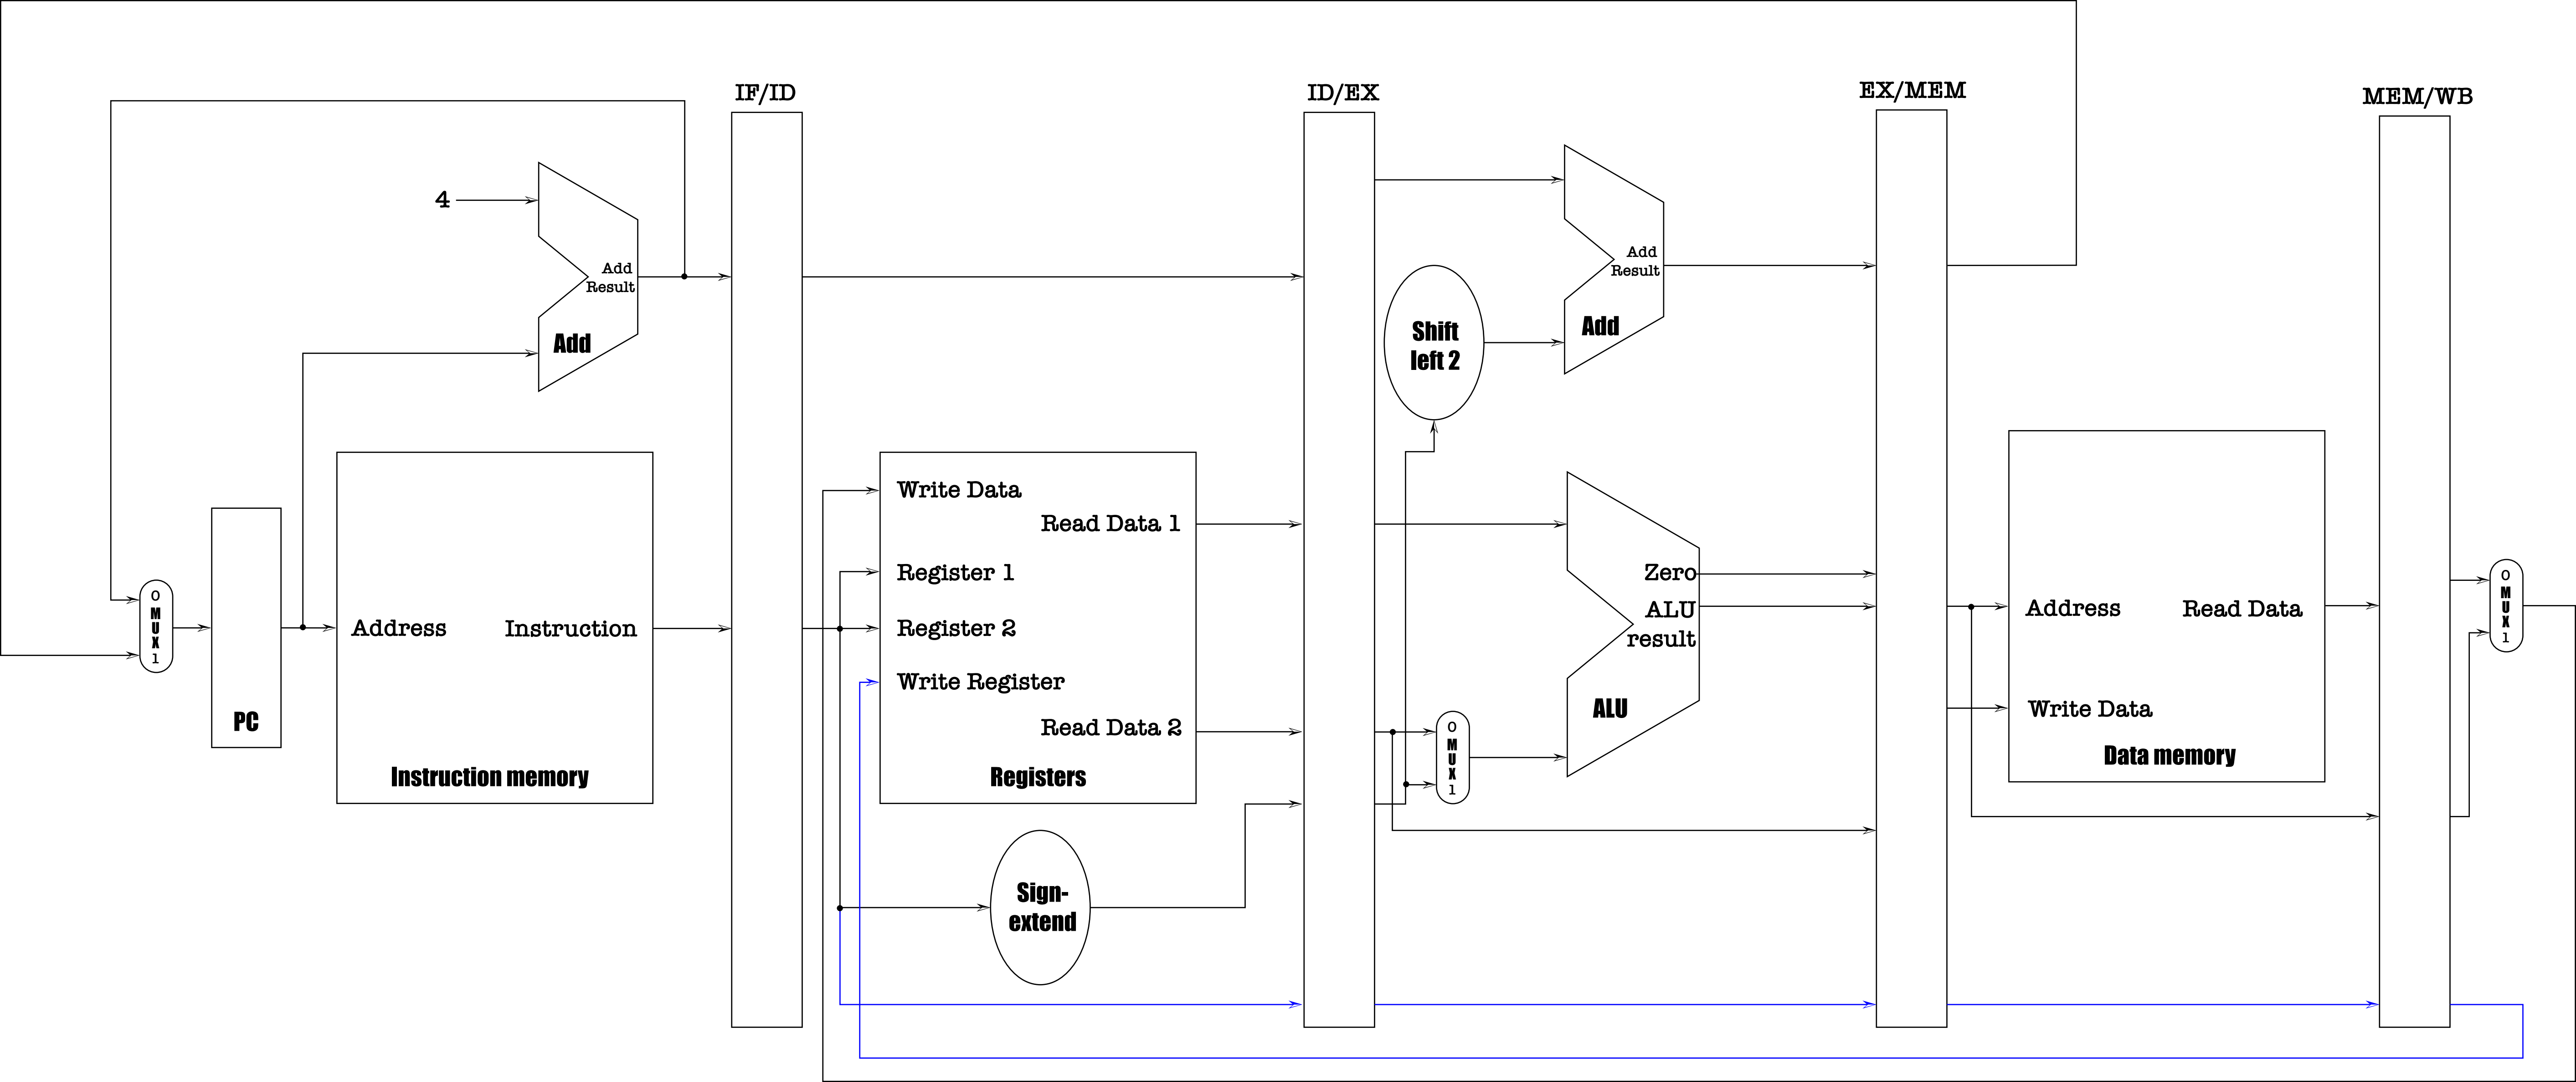 IF/ID
ID/EX
EX/MEM
MEM/WB
4
Add
Result
Add
0
M
U
X
1
PC
Address
Instruction
Instruction memory
Write Data
Read Data 1
Register 1
Register 2
Write Register
Read Data 2
Registers
Sign-
extend
Shift
left 2
Add
Result
Add
0
M
U
X
1
Zero
ALU
result
ALU
Address
Read Data
Write Data
Data memory
0
M
U
X
1